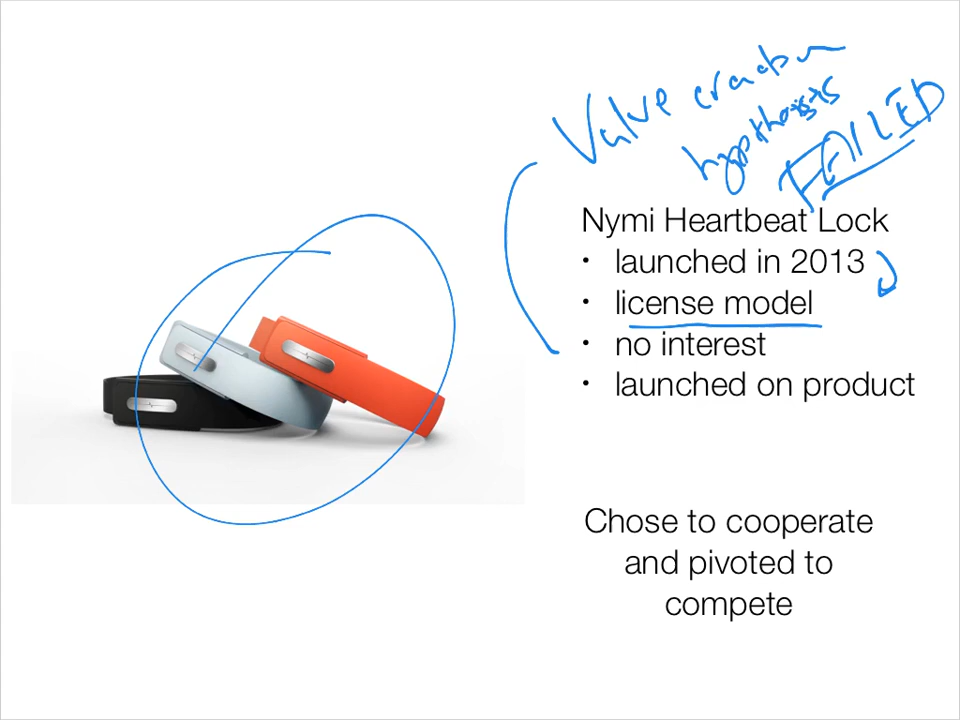 Value creation
hypothesis
FAILED
Nymi Heartbeat Lock
• launched in 2013
• license model
• no interest
• launched on product
Chose to cooperate
and pivoted to
compete